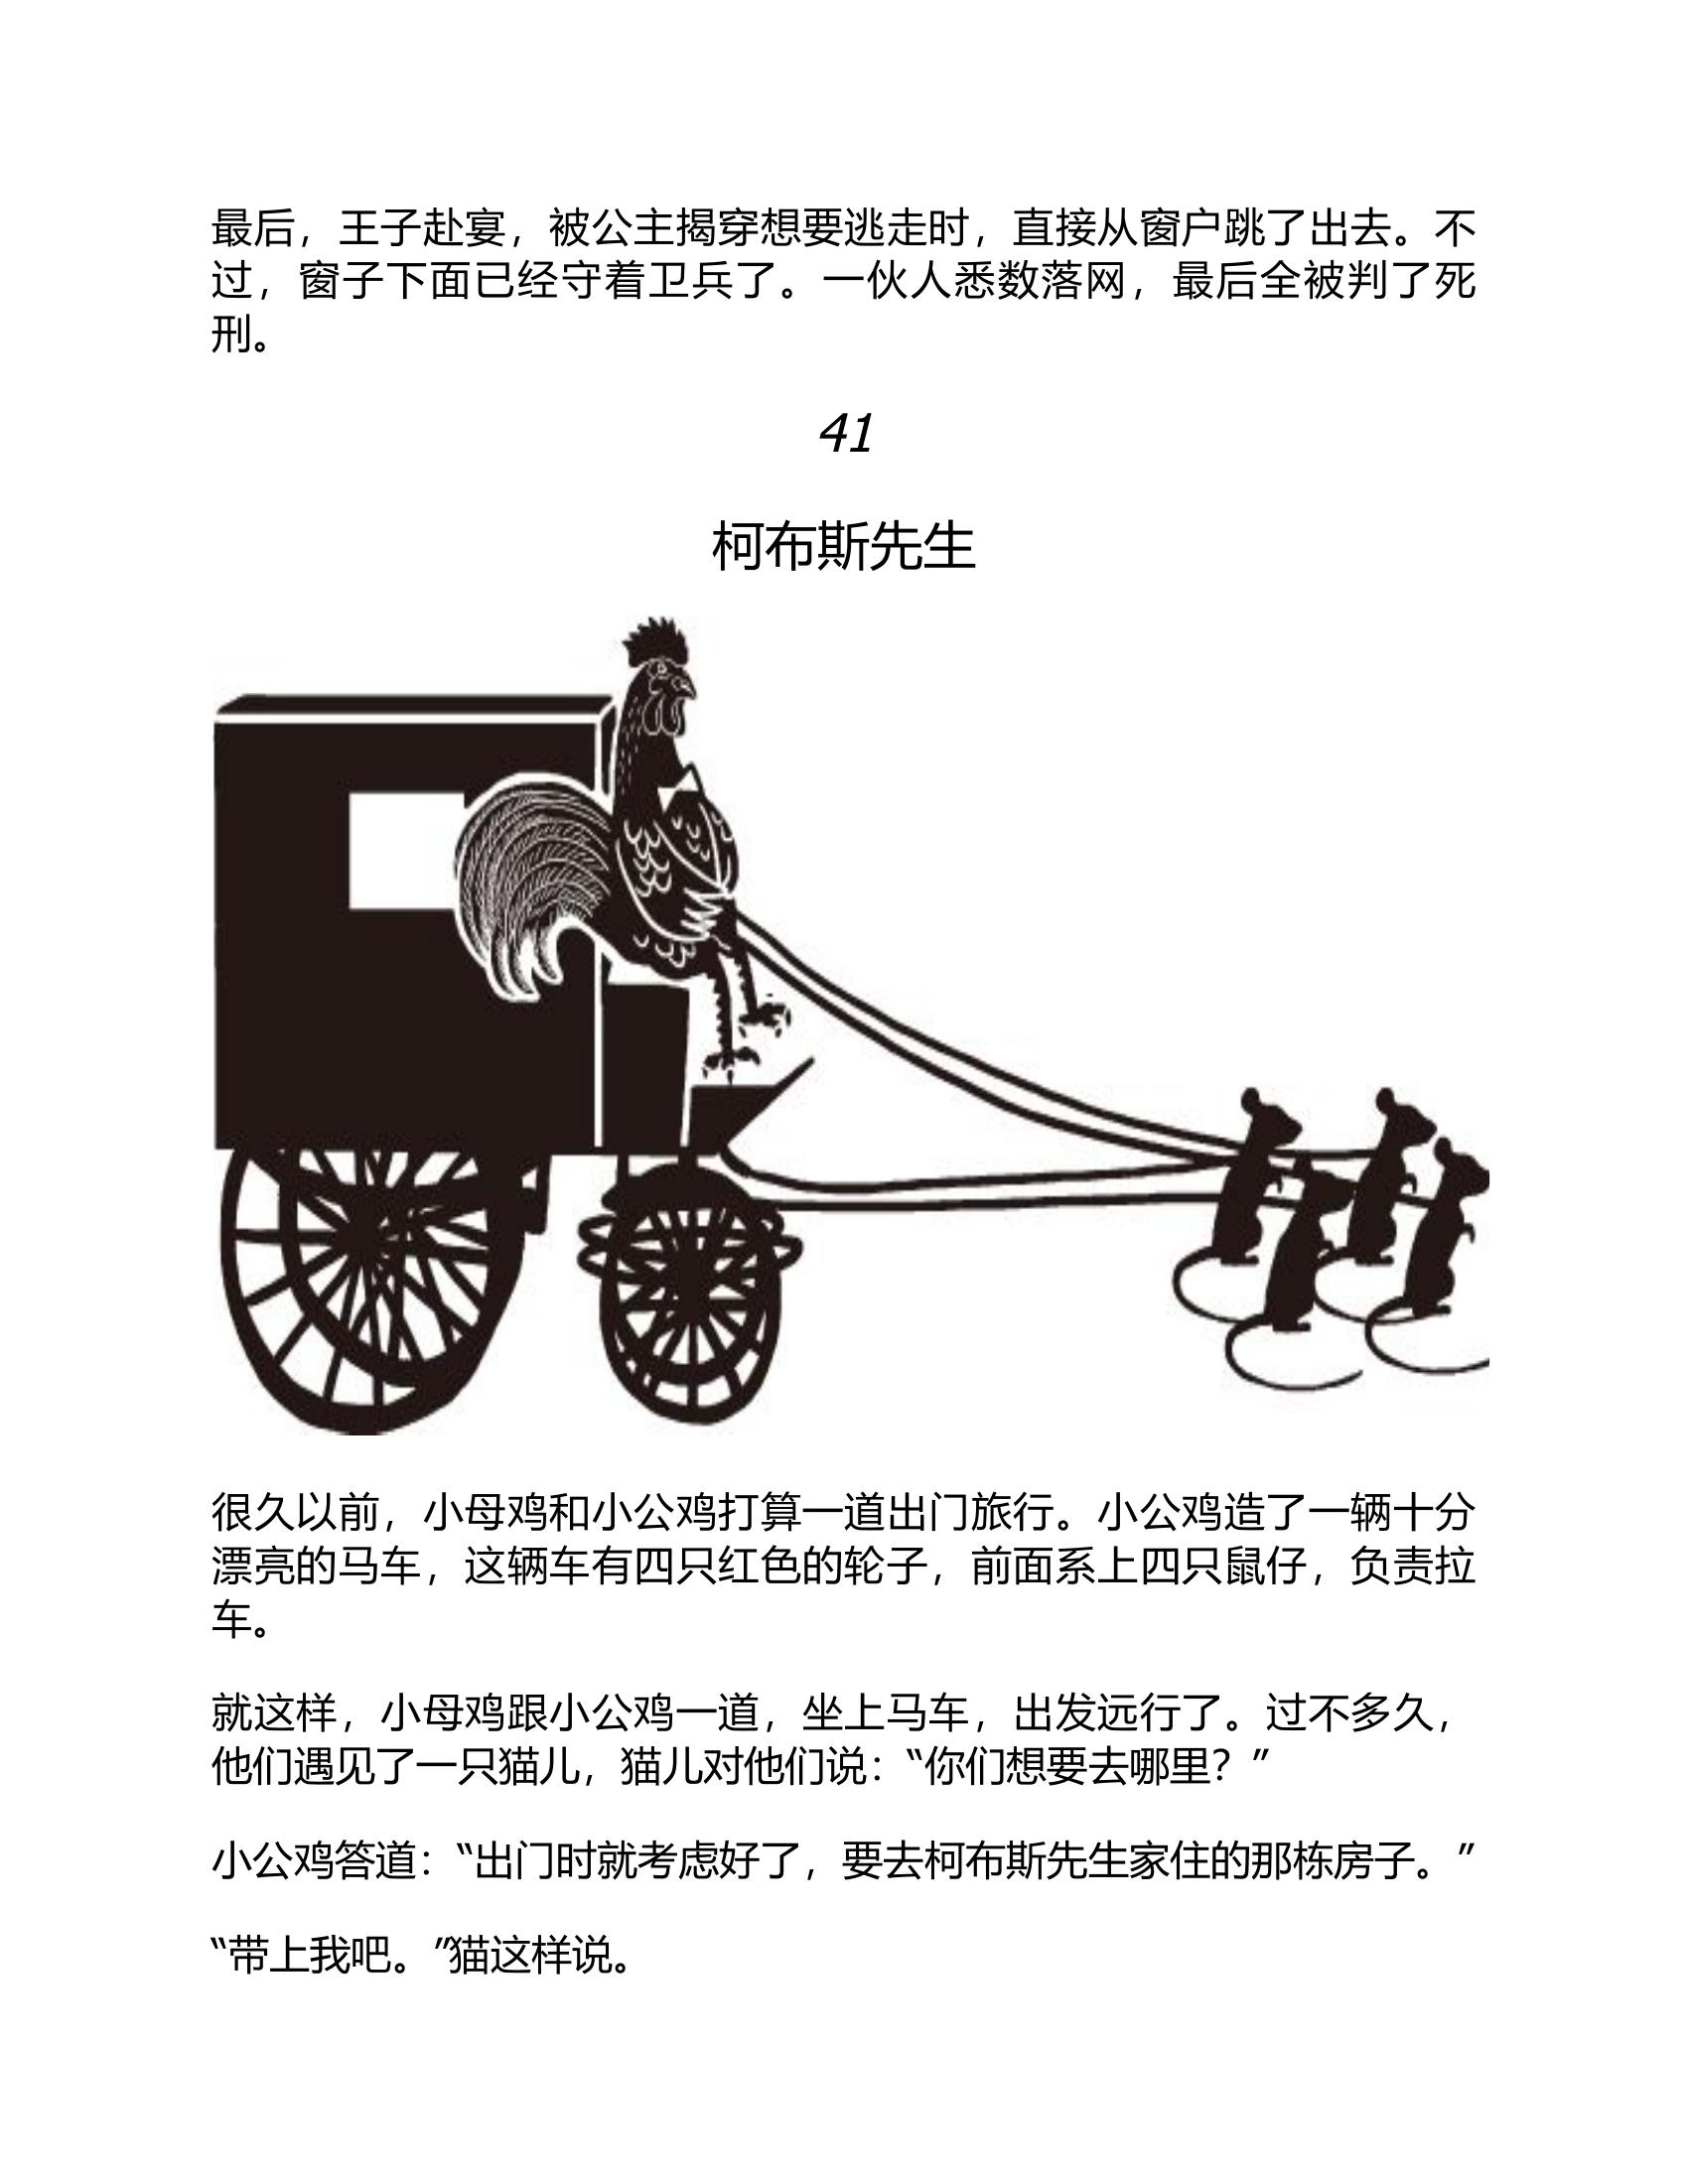 最后，王子赴宴，被公主揭穿想要逃走时，直接从窗户跳了出去。不
过，窗子下面已经守着卫兵了。一伙人悉数落网，最后全被判了死
刑。
41
柯布斯先生
很久以前，小母鸡和小公鸡打算一道出门旅行。小公鸡造了一辆十分
漂亮的马车，这辆车有四只红色的轮子，前面系上四只鼠仔，负责拉
车。
就这样，小母鸡跟小公鸡一道，坐上马车，出发远行了。过不多久，
他们遇见了一只猫儿，猫儿对他们说：“你们想要去哪里？”
小公鸡答道：“出门时就考虑好了，要去柯布斯先生家住的那栋房子。”
“带上我吧。”猫这样说。